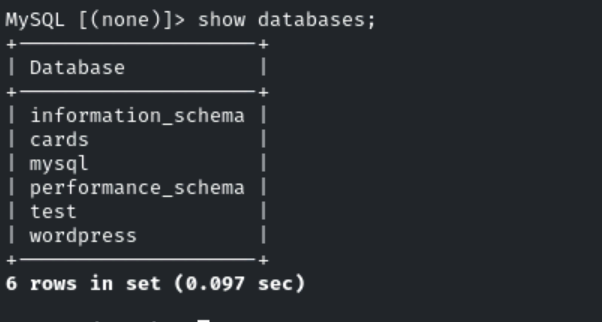 MySQL [(none)]> show databases;
+--------------------+
| Database           |
+--------------------+
| information_schema |
| cards              |
| mysql              |
| performance_schema |
| test               |
| wordpress          |
+--------------------+
6 rows in set (0.097 sec)